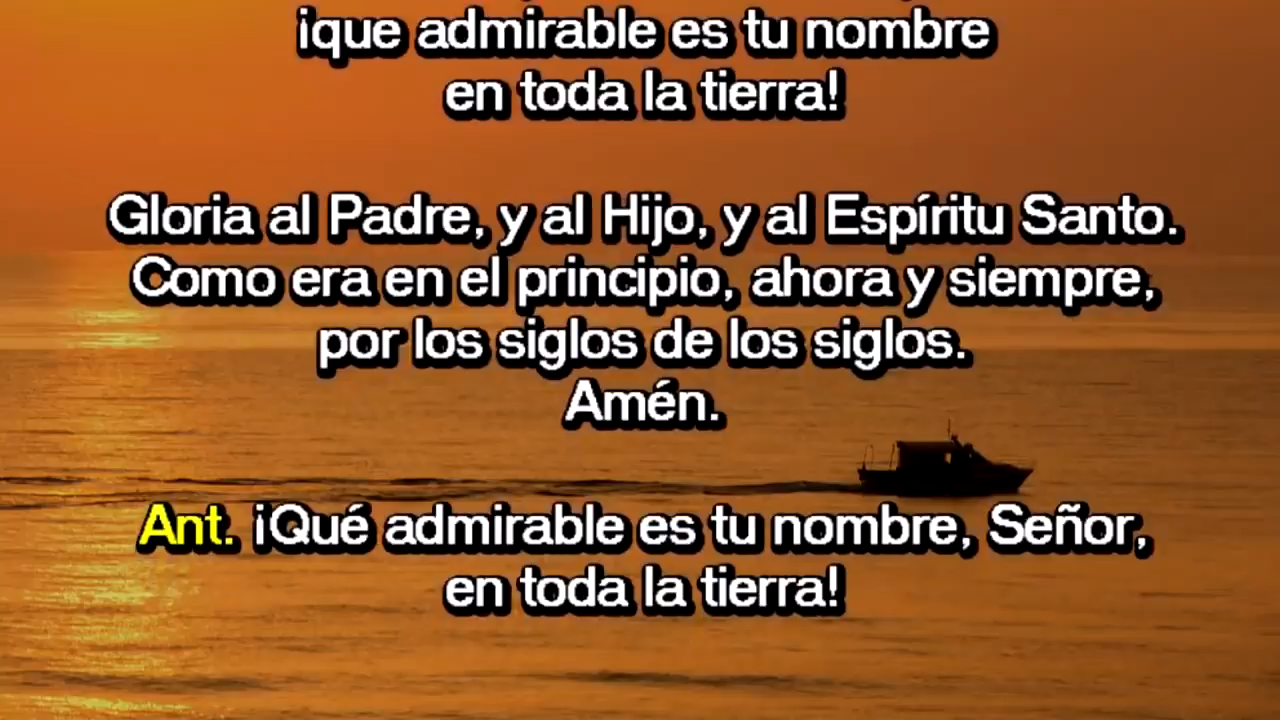 ¡que admirable es tu nombre
en toda la tierra!
Gloria al Padre, y al Hijo, y al Espíritu Santo.
Como era en el principio, ahora y siempre,
por los siglos de los siglos.
Amén.
Ant. ¡Qué admirable es tu nombre, Señor,
en toda la tierra!